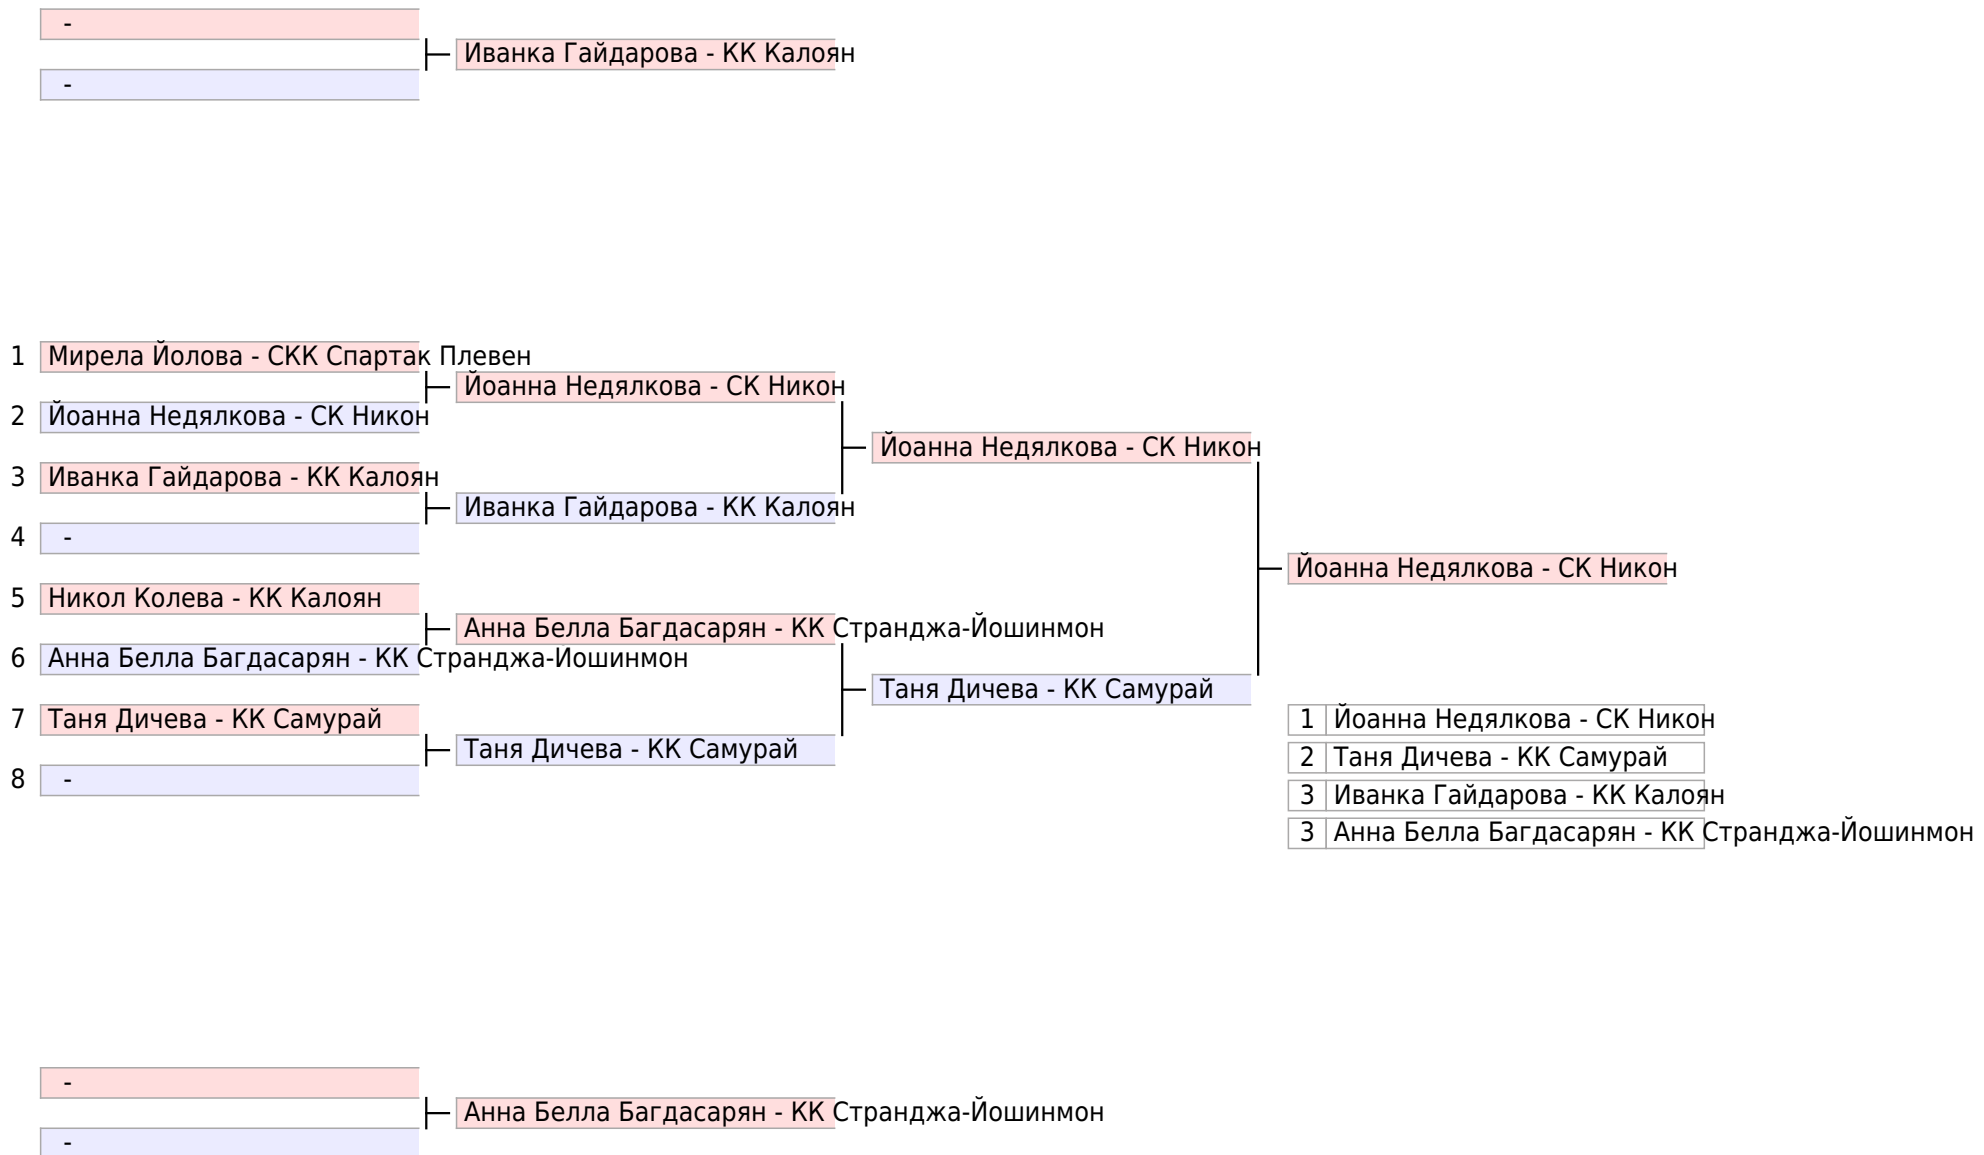 -
Иванка Гайдарова - КК Калоян
-
1 Мирела Йолова - СКК Спартак Плевен
Йоанна Недялкова - СК Никон
2 Йоанна Недялкова - СК Никон
Йоанна Недялкова - СК Никон
3 Иванка Гайдарова - КК Калоян
Иванка Гайдарова - КК Калоян
4 -
Йоанна Недялкова - СК Никон
5 Никол Колева - КК Калоян
Анна Белла Багдасарян - КК Странджа-Йошинмон
6 Анна Белла Багдасарян - КК Странджа-Йошинмон
Таня Дичева - КК Самурай
7 Таня Дичева - КК Самурай
Таня Дичева - КК Самурай
8 -
1 Йоанна Недялкова - СК Никон
2 Таня Дичева - КК Самурай
3 Иванка Гайдарова - КК Калоян
3 Анна Белла Багдасарян - КК Странджа-Йошинмон
-
Анна Белла Багдасарян - КК Странджа-Йошинмон
-